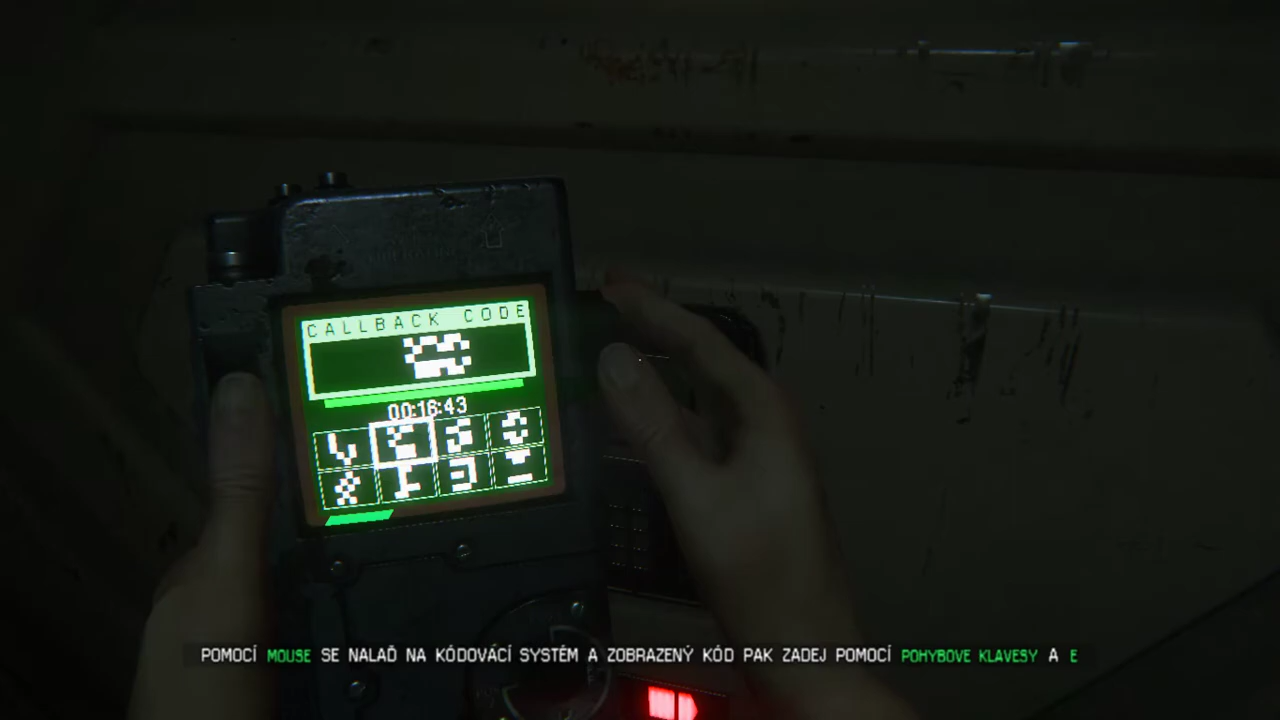 CALLBACK CODE
00:16:43
POMOCÍ MOUSE SE NALAĎ NA KÓDOVACÍ SYSTÉM A ZOBRAZENÝ KÓD PAK ZADEJ POMOCÍ POHYBOVE KLAVESY A E